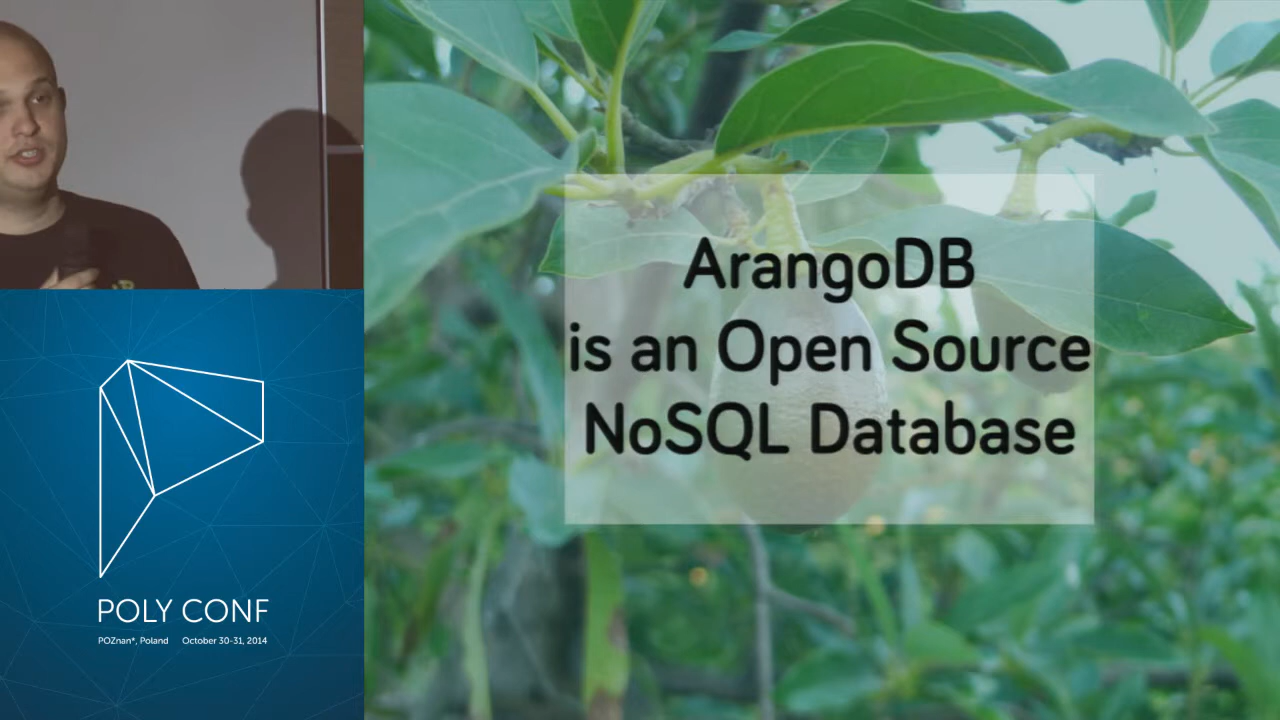 ArangoDB
is an Open Source
NoSQL Database
POLY CONF
POZnan*, Poland October 30-31, 2014